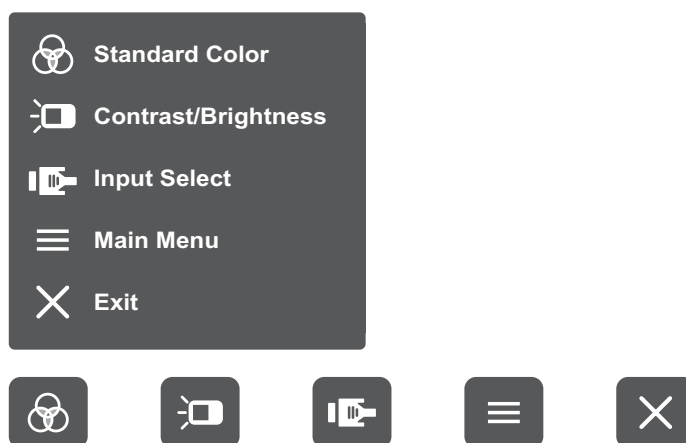 Standard Color
Contrast/Brightness
Input Select
Main Menu
Exit